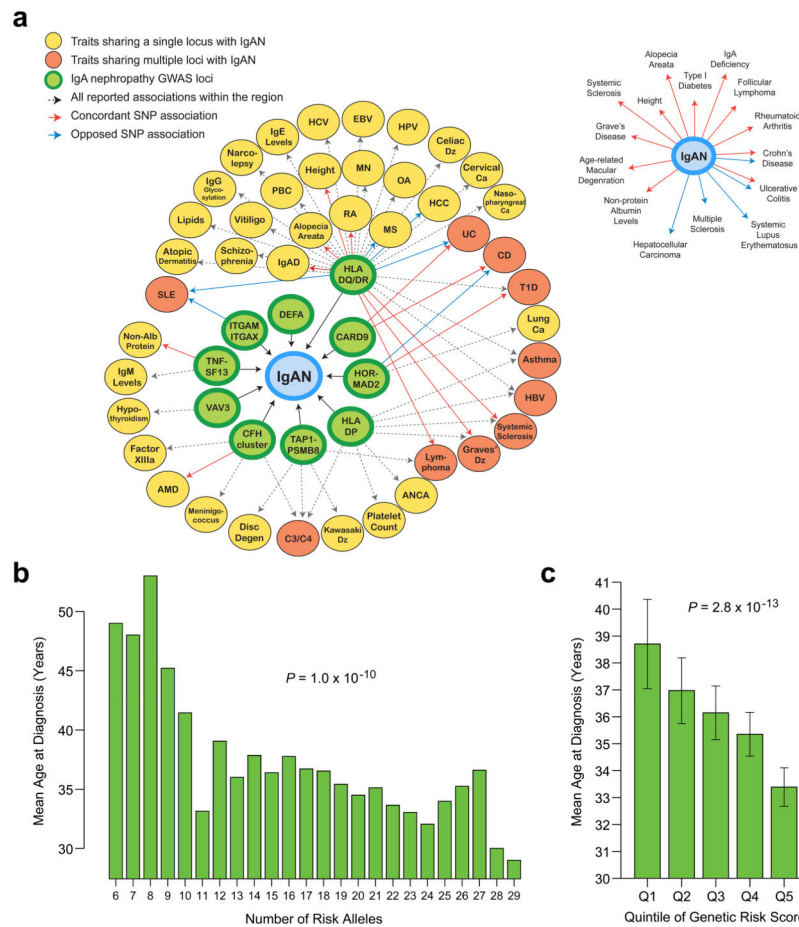 a
Traits sharing a single locus with IgAN
Traits sharing multiple loci with IgAN
IgA nephropathy GWAS loci
All reported associations within the region
Concordant SNP association
Opposed SNP association
HCV
EBV
HPV
IgE
Levels
Celiac
Dz
Narco-
lepsy
Height
MN
OA
Cervical
Ca
IgG
Glyco-
sylation
PBC
HCC
Naso-
pharyngreal
Ca
Lipids
Vitiligo
Alopecia
Areata
RA
MS
UC
Atopic
Dermatitis
Schizo-
phrenia
IgAD
HLA
DQ/DR
CD
SLE
T1D
DEFA
ITGAM
ITGAX
CARD9
Lung
Ca
Non-Alb
Protein
TNF-
SF13
IgAN
HOR-
MAD2
Asthma
IgM
Levels
VAV3
HBV
Hypo-
thyroidism
CFH
cluster
TAP1-
PSMB8
HLA
DP
Systemic
Sclerosis
Factor
XIIIa
Lym-
phoma
Graves'
Dz
AMD
ANCA
Meninigo-
coccus
Disc
Degen
C3/C4
Kawasaki
Dz
Platelet
Count
Alopecia
Areata
IgA
Deficiency
Systemic
Sclerosis
Type I
Diabetes
Follicular
Lymphoma
Height
Rheumatoid
Arthritis
Grave's
Disease
IgAN
Crohn's
Disease
Age-related
Macular
Degenration
Ulcerative
Colitis
Non-protein
Albumin
Levels
Multiple
Sclerosis
Systemic
Lupus
Erythematosus
Hepatocellular
Carcinoma
b
Mean Age at Diagnosis (Years)
50
45
40
35
30
P = 1.0 x 10⁻¹⁰
6 7 8 9 10 11 12 13 14 15 16 17 18 19 20 21 22 23 24 25 26 27 28 29
Number of Risk Alleles
c
Mean Age at Diagnosis (Years)
41
40
39
38
37
36
35
34
33
32
31
30
P = 2.8 x 10⁻¹³
Q1 Q2 Q3 Q4 Q5
Quintile of Genetic Risk Score